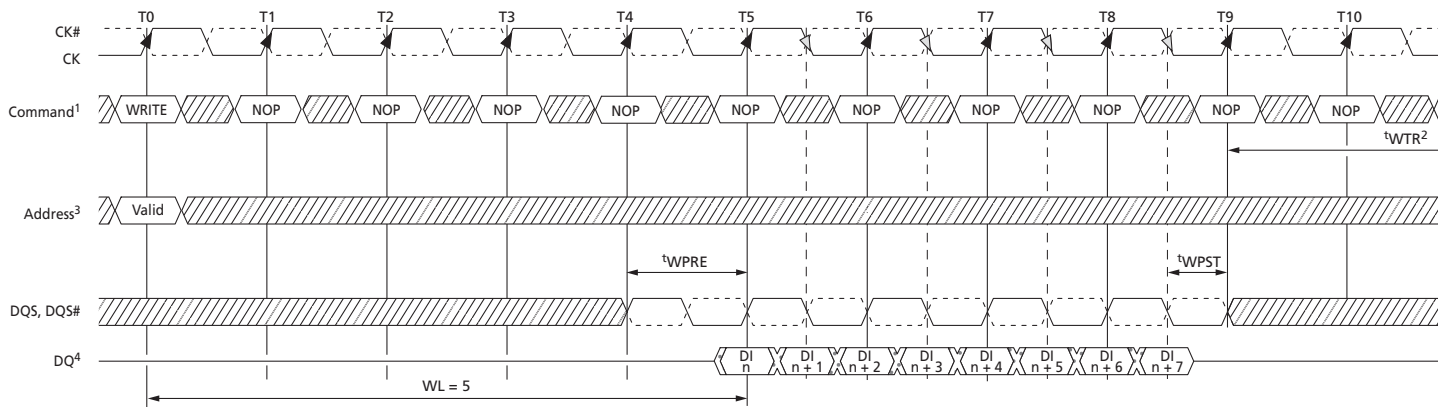 T0 T1 T2 T3 T4 T5 T6 T7 T8 T9 T10
CK#
CK
Command1 WRITE NOP NOP NOP NOP NOP NOP NOP NOP NOP NOP
tWTR2
Address3 Valid
tWPRE tWPST
DQS, DQS#
DQ4 DI n DI n + 1 DI n + 2 DI n + 3 DI n + 4 DI n + 5 DI n + 6 DI n + 7
WL = 5